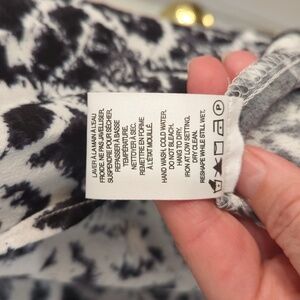 LAVER À LA MAIN À L'EAU
FROIDE. NE PAS JAVELLISER.
SUSPENDRE POUR SÉCHER.
REPASSER À BASSE
TEMPÉRATURE.
NETTOYER À SEC.
REMETTRE EN FORME
À L'ÉTAT MOUILLÉ.
HAND WASH, COLD WATER,
DO NOT BLEACH.
HANG TO DRY.
IRON AT LOW SETTING.
DRY CLEAN.
RESHAPE WHILE STILL WET.
P